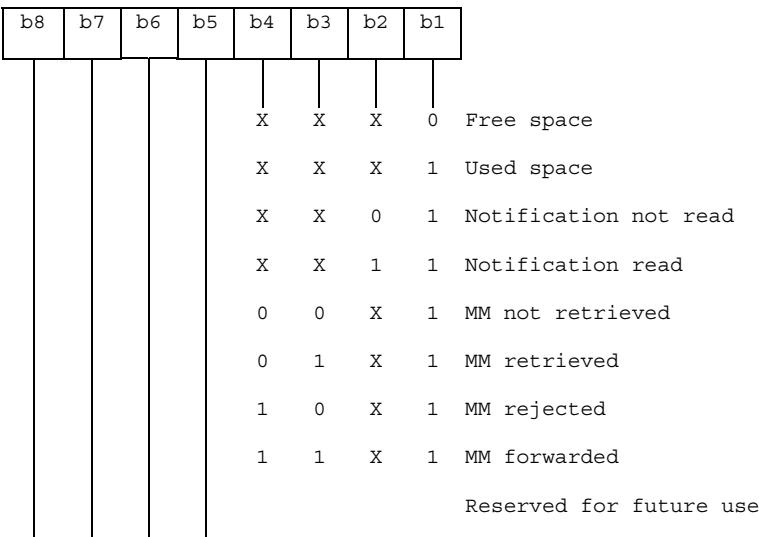 b8 b7 b6 b5 b4 b3 b2 b1
X X X 0 Free space
X X X 1 Used space
X X 0 1 Notification not read
X X 1 1 Notification read
0 0 X 1 MM not retrieved
0 1 X 1 MM retrieved
1 0 X 1 MM rejected
1 1 X 1 MM forwarded
Reserved for future use